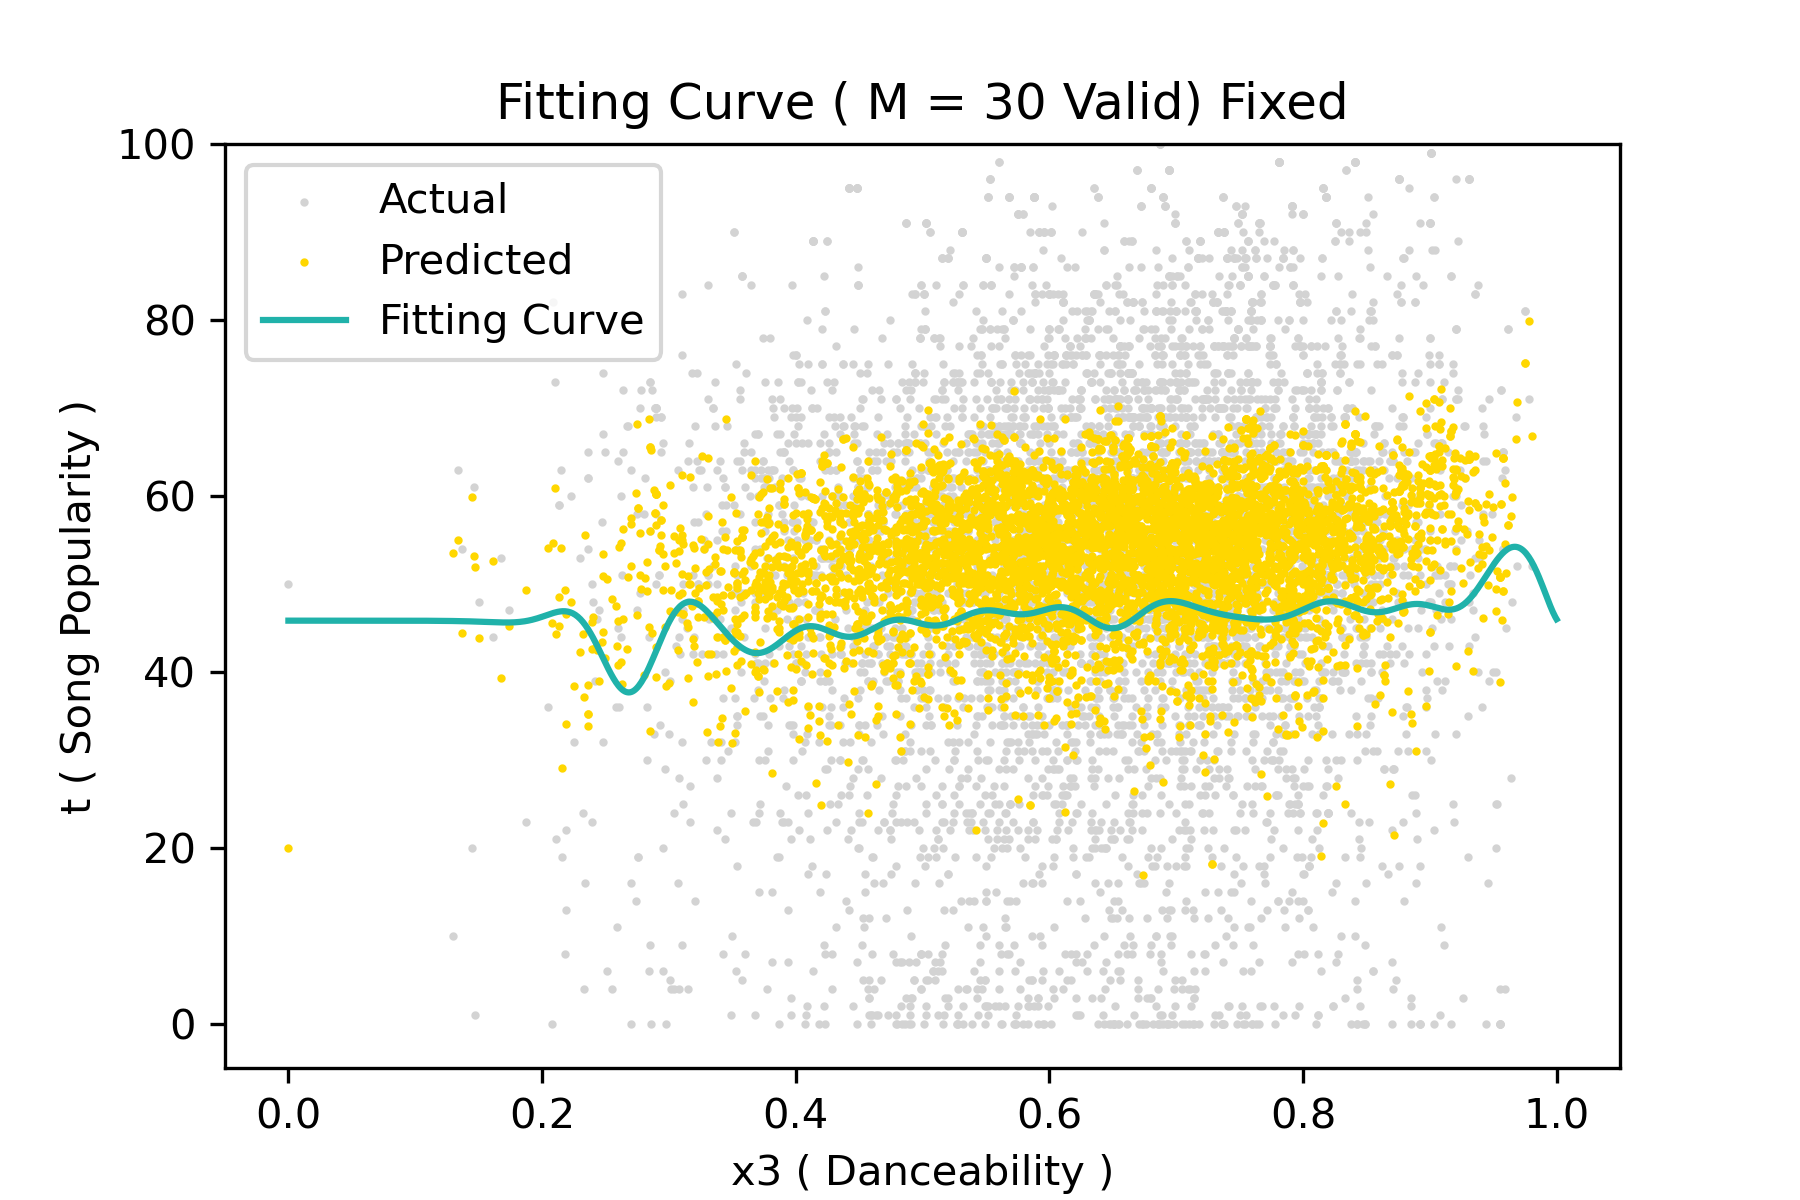 Fitting Curve ( M = 30 Valid) Fixed
100
80
60
40
20
0
t ( Song Popularity )
Actual
Predicted
Fitting Curve
0.0 0.2 0.4 0.6 0.8 1.0
x3 ( Danceability )